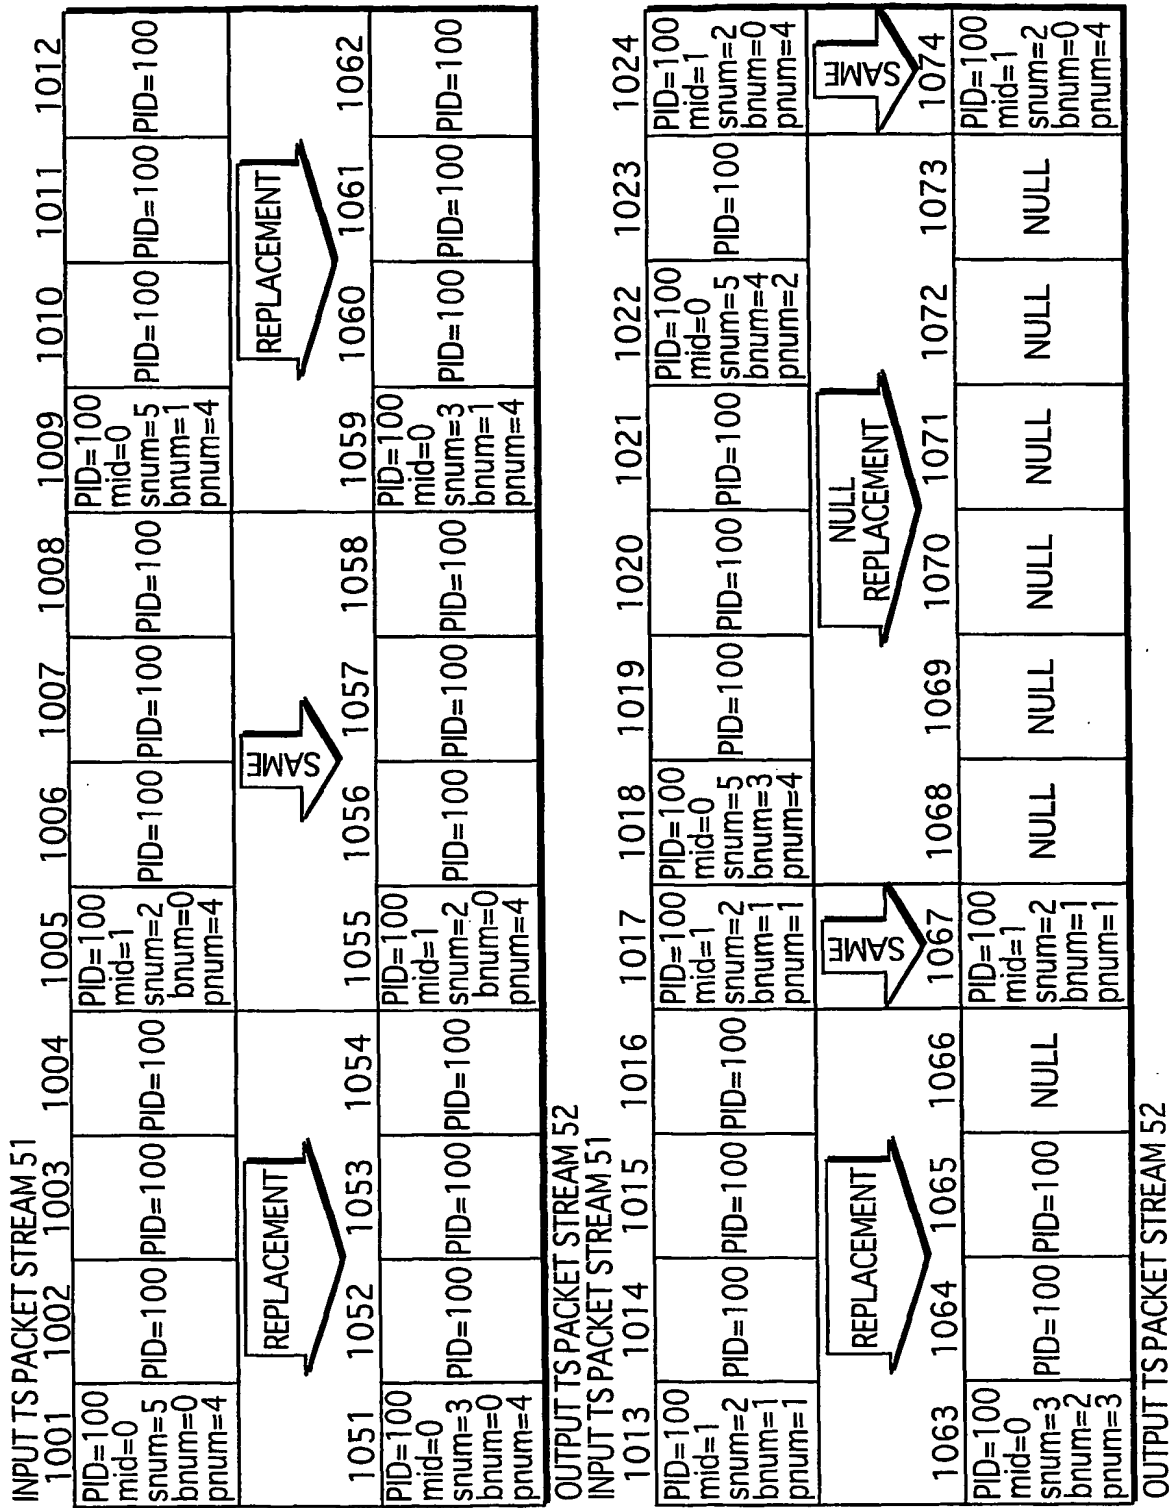 INPUT TS PACKET STREAM 51
1001 1002 1003 1004 1005 1006 1007 1008 1009 1010 1011 1012
PID=100 mid=0 snum=5 bnum=0 pnum=4
PID=100
PID=100
PID=100
PID=100 mid=1 snum=2 bnum=0 pnum=4
PID=100
PID=100
PID=100
PID=100 mid=0 snum=5 bnum=1 pnum=4
PID=100
PID=100
PID=100
REPLACEMENT
SAME
REPLACEMENT
1051 1052 1053 1054 1055 1056 1057 1058 1059 1060 1061 1062
PID=100 mid=0 snum=3 bnum=0 pnum=4
PID=100
PID=100
PID=100
PID=100 mid=1 snum=2 bnum=0 pnum=4
PID=100
PID=100
PID=100
PID=100 mid=0 snum=3 bnum=1 pnum=4
PID=100
PID=100
PID=100
OUTPUT TS PACKET STREAM 52
INPUT TS PACKET STREAM 51
1013 1014 1015 1016 1017 1018 1019 1020 1021 1022 1023 1024
PID=100 mid=1 snum=2 bnum=1 pnum=1
PID=100
PID=100
PID=100
PID=100 mid=1 snum=2 bnum=1 pnum=1
PID=100 mid=0 snum=5 bnum=3 pnum=4
PID=100
PID=100
PID=100
PID=100 mid=0 snum=5 bnum=4 pnum=2
PID=100
PID=100 mid=1 snum=2 bnum=0 pnum=4
REPLACEMENT
SAME
NULL
REPLACEMENT
SAME
1063 1064 1065 1066 1067 1068 1069 1070 1071 1072 1073 1074
PID=100 mid=0 snum=3 bnum=2 pnum=3
PID=100
PID=100
NULL
PID=100 mid=1 snum=2 bnum=1 pnum=1
NULL
NULL
NULL
NULL
NULL
NULL
PID=100 mid=1 snum=2 bnum=0 pnum=4
OUTPUT TS PACKET STREAM 52